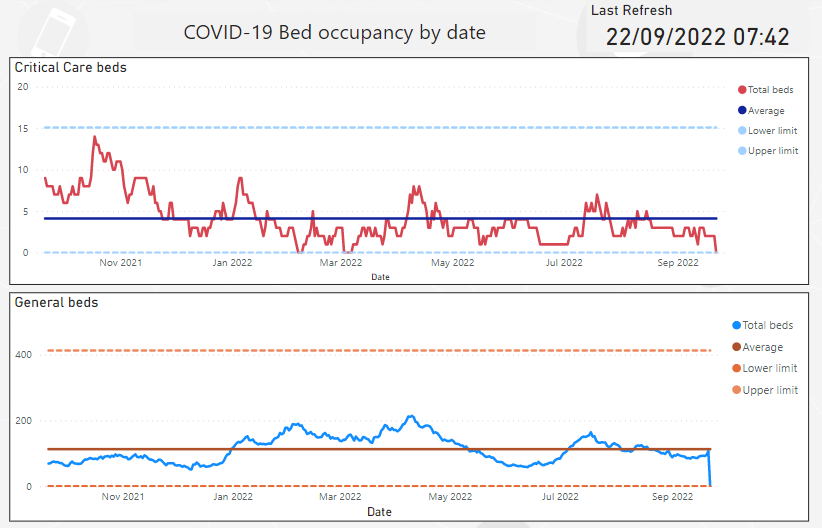 Last Refresh
COVID-19 Bed occupancy by date
22/09/2022 07:42
Critical Care beds
20
15
10
5
0
Nov 2021
Jan 2022
Mar 2022
May 2022
Jul 2022
Sep 2022
Date
Total beds
Average
Lower limit
Upper limit
General beds
400
200
0
Nov 2021
Jan 2022
Mar 2022
May 2022
Jul 2022
Sep 2022
Date
Total beds
Average
Lower limit
Upper limit